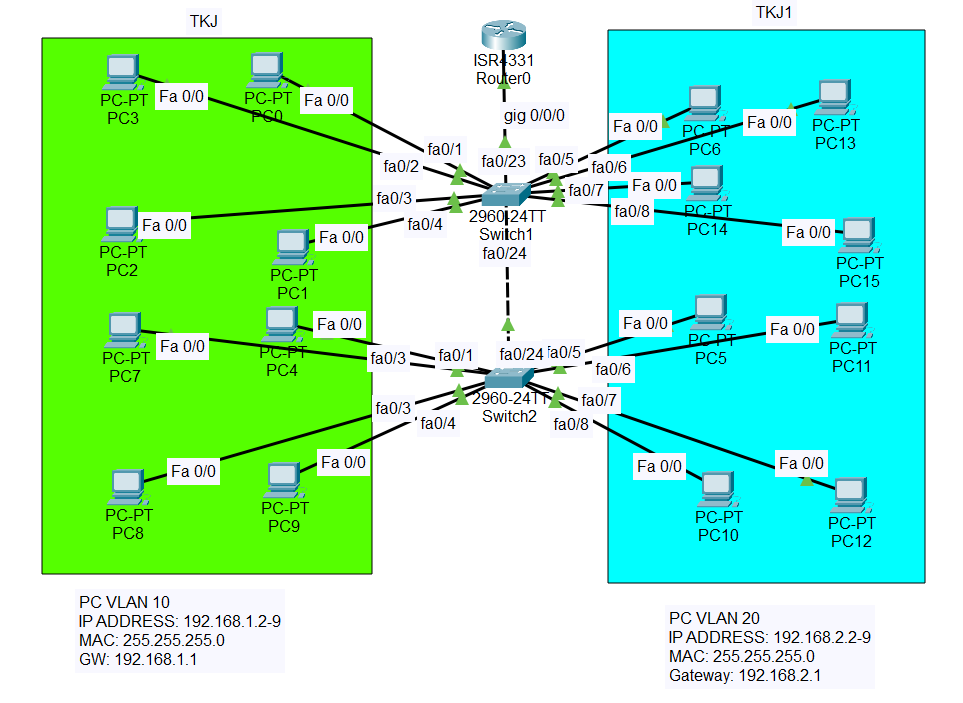 TKJ
TKJ1
ISR4331
Router0
gig 0/0/0
PC-PT
PC3
Fa 0/0
PC-PT
PC0
Fa 0/0
fa0/1
fa0/2
fa0/23
fa0/5
fa0/6
Fa 0/0
PC-PT
PC6
Fa 0/0
PC-PT
PC13
fa0/3
fa0/4
2960-24TT
Switch1
fa0/24
fa0/7
fa0/8
Fa 0/0
PC-PT
PC14
Fa 0/0
PC-PT
PC15
PC-PT
PC2
Fa 0/0
PC-PT
PC1
Fa 0/0
PC-PT
PC7
Fa 0/0
PC-PT
PC4
Fa 0/0
fa0/3
fa0/1
fa0/24
fa0/5
fa0/6
Fa 0/0
PC-PT
PC5
Fa 0/0
PC-PT
PC11
fa0/3
fa0/4
2960-24TT
Switch2
fa0/7
fa0/8
PC-PT
PC8
Fa 0/0
PC-PT
PC9
Fa 0/0
Fa 0/0
PC-PT
PC10
Fa 0/0
PC-PT
PC12
PC VLAN 10
IP ADDRESS: 192.168.1.2-9
MAC: 255.255.255.0
GW: 192.168.1.1
PC VLAN 20
IP ADDRESS: 192.168.2.2-9
MAC: 255.255.255.0
Gateway: 192.168.2.1